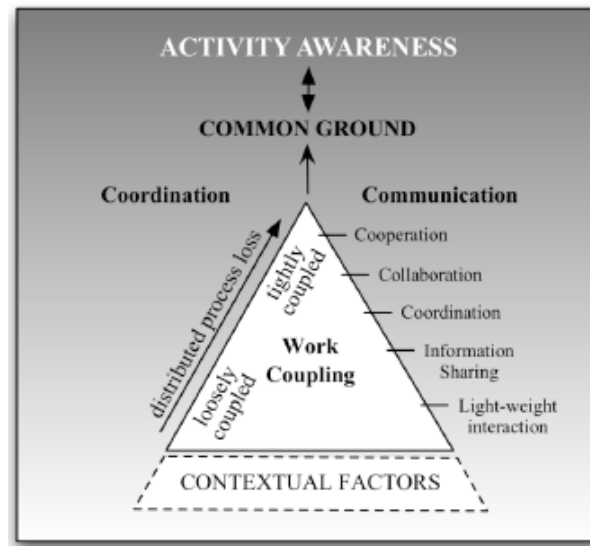 ACTIVITY AWARENESS
COMMON GROUND
Coordination
Communication
distributed process loss
tightly
coupled
loosely
coupled
Work
Coupling
Cooperation
Collaboration
Coordination
Information
Sharing
Light-weight
interaction
CONTEXTUAL FACTORS